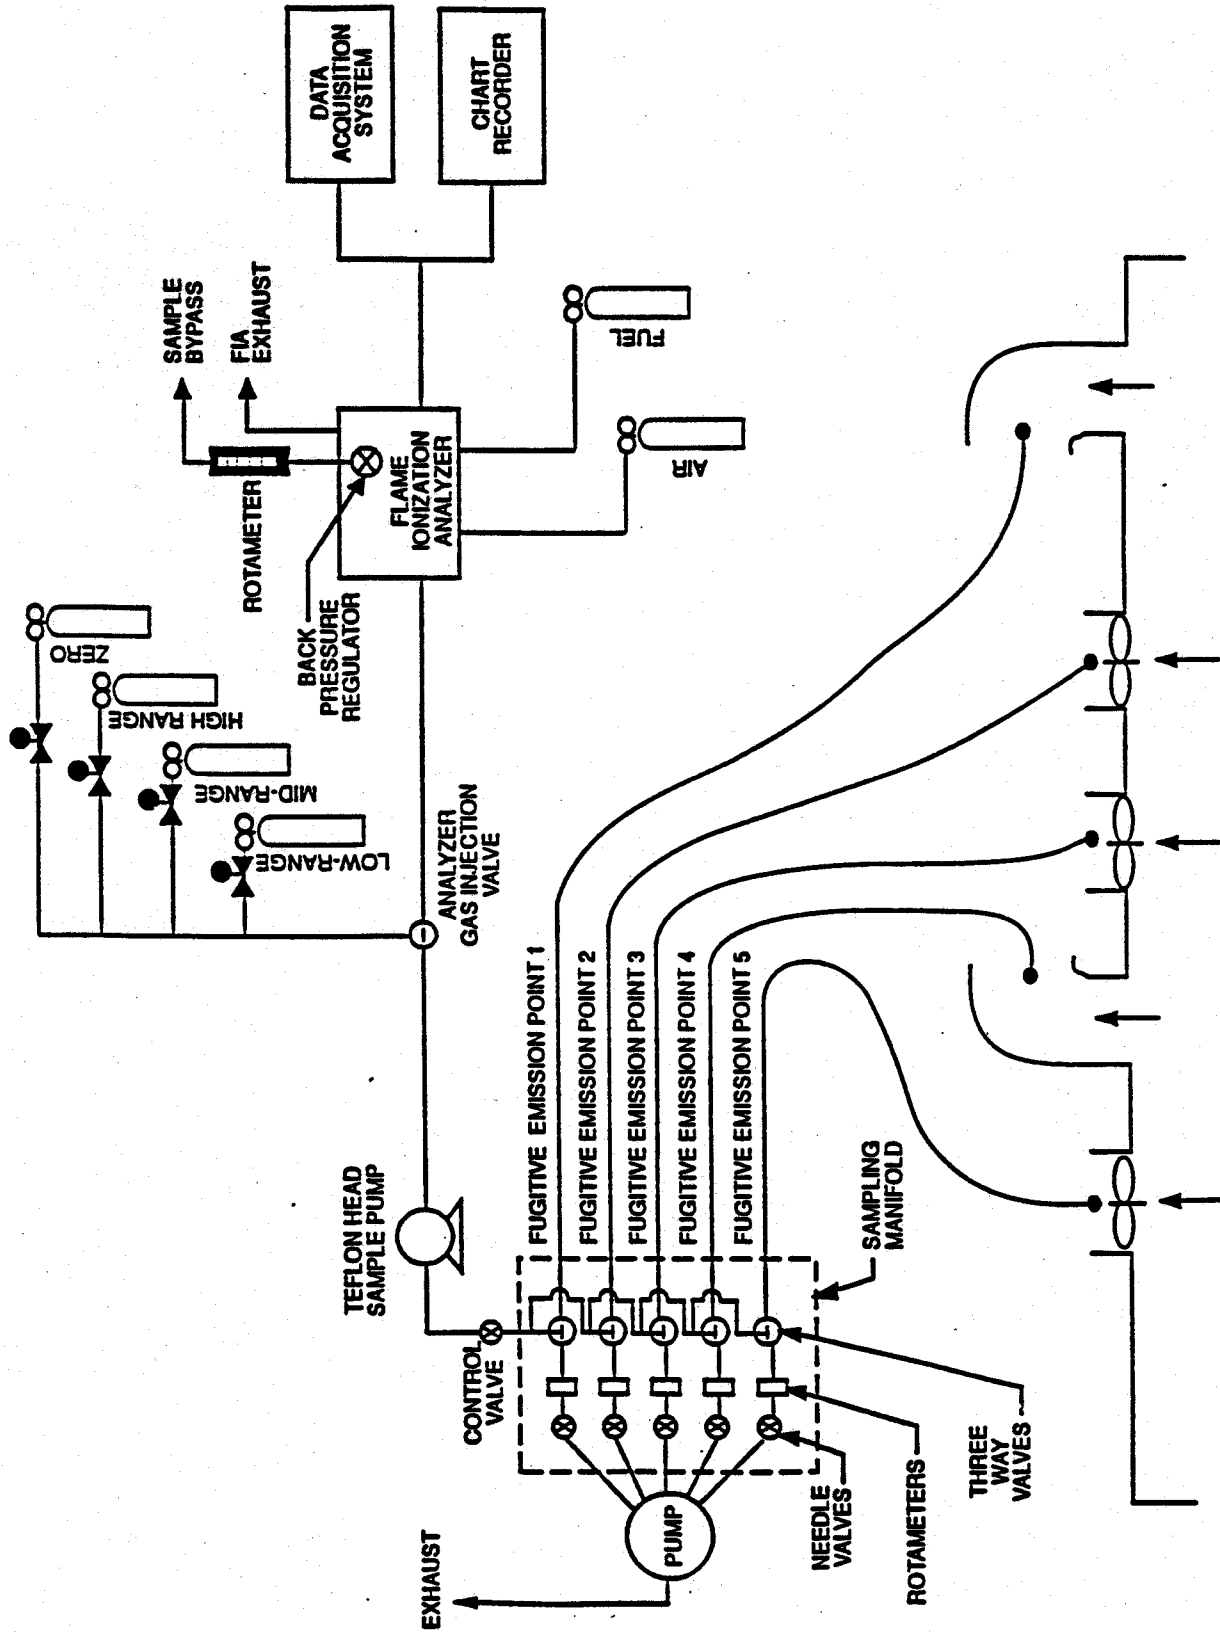 DATA
ACQUISITION
SYSTEM
CHART
RECORDER
SAMPLE
BYPASS
FIA
EXHAUST
ROTAMETER
FLAME
IONIZATION
ANALYZER
BACK
PRESSURE
REGULATOR
FUEL
AIR
ZERO
HIGH RANGE
MID-RANGE
LOW-RANGE
ANALYZER
GAS INJECTION
VALVE
TEFLON HEAD
SAMPLE PUMP
CONTROL
VALVE
FUGITIVE EMISSION POINT 1
FUGITIVE EMISSION POINT 2
FUGITIVE EMISSION POINT 3
FUGITIVE EMISSION POINT 4
FUGITIVE EMISSION POINT 5
SAMPLING
MANIFOLD
EXHAUST
PUMP
NEEDLE
VALVES
ROTAMETERS
THREE
WAY
VALVES